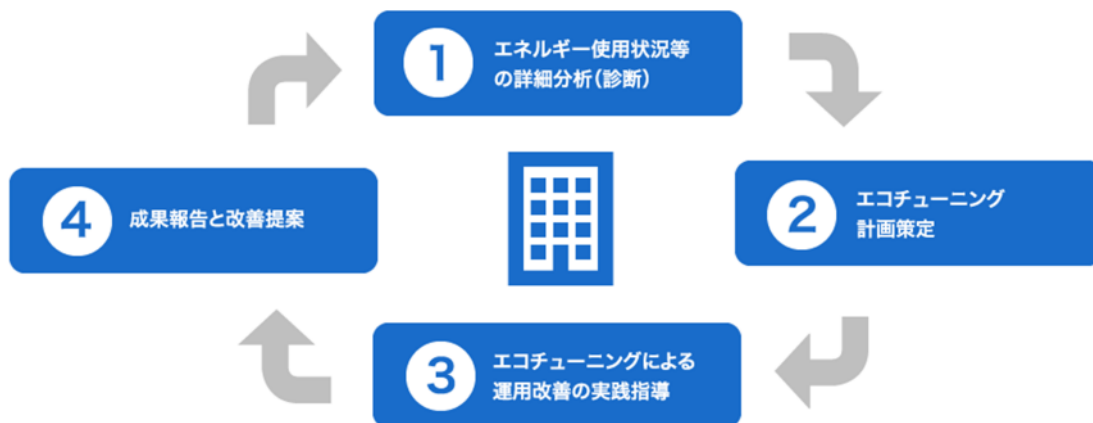 1
エネルギー使用状況等
の詳細分析(診断)
2
エコチューニング
計画策定
3
エコチューニングによる
運用改善の実践指導
4
成果報告と改善提案